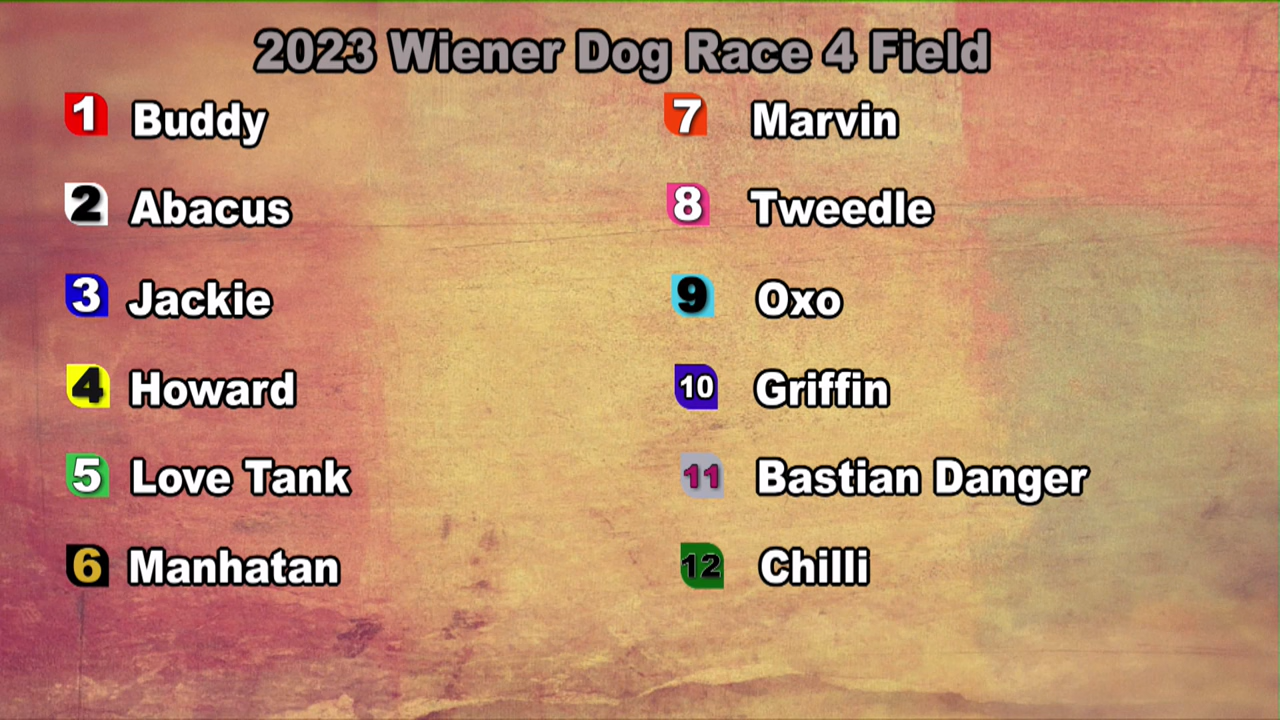 2023 Wiener Dog Race 4 Field
1 Buddy
2 Abacus
3 Jackie
4 Howard
5 Love Tank
6 Manhatan
7 Marvin
8 Tweedle
9 Oxo
10 Griffin
11 Bastian Danger
12 Chilli